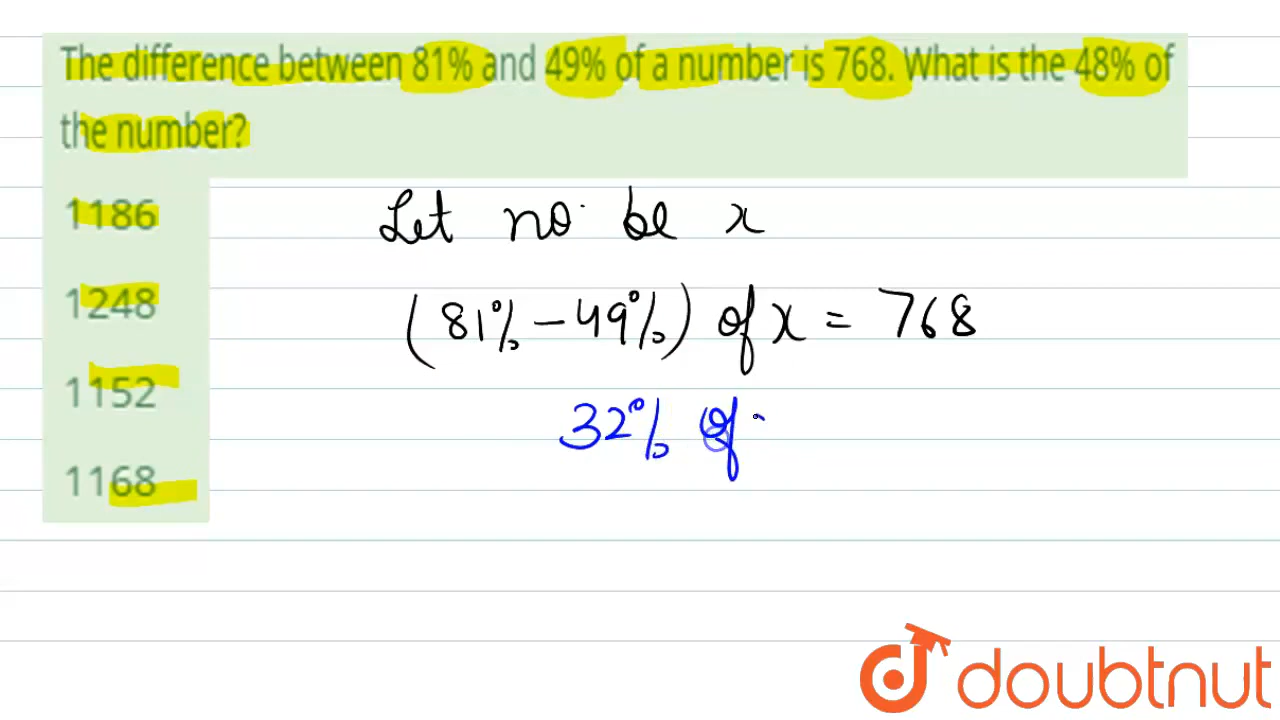 The difference between 81% and 49% of a number is 768. What is the 48% of
the number?
1186
1248
1152
1168
Let no. be x
(81% - 49%) of x = 768
32% of
doubtnut